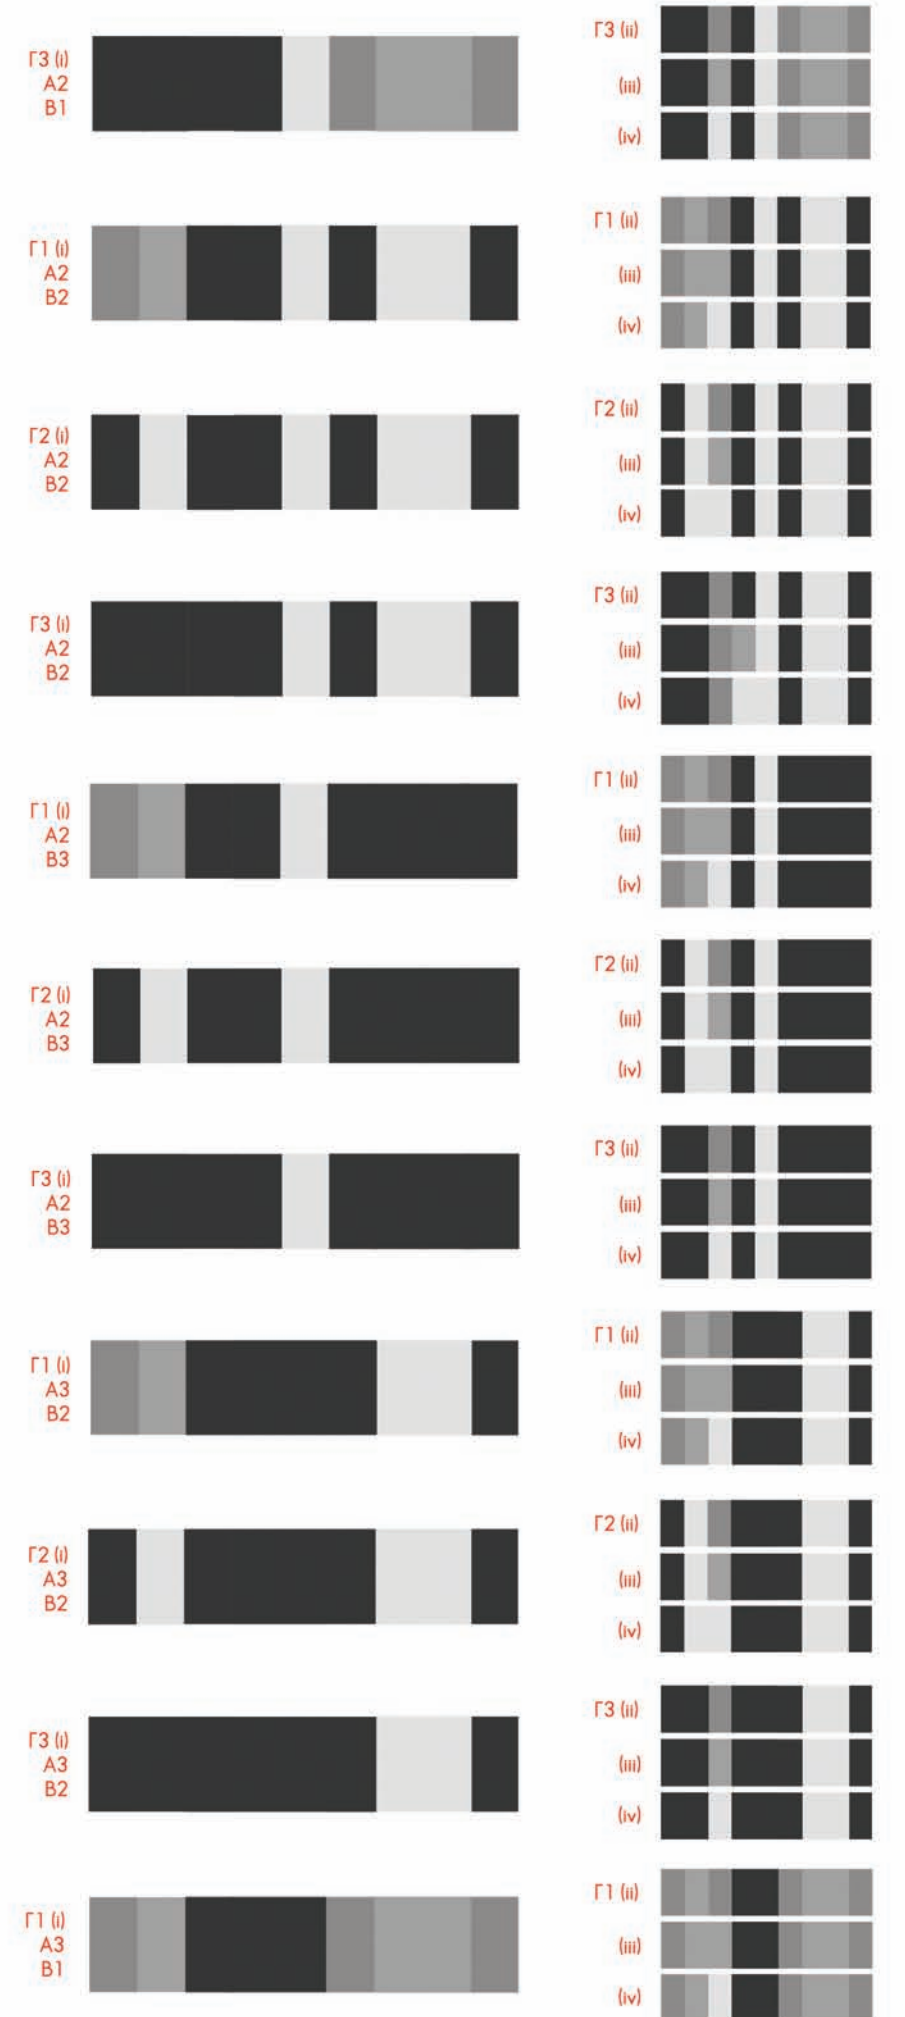 Γ3 (i)
A2
B1
Γ3 (ii)
(iii)
(iv)
Γ1 (i)
A2
B2
Γ1 (ii)
(iii)
(iv)
Γ2 (i)
A2
B2
Γ2 (ii)
(iii)
(iv)
Γ3 (i)
A2
B2
Γ3 (ii)
(iii)
(iv)
Γ1 (i)
A2
B3
Γ1 (ii)
(iii)
(iv)
Γ2 (i)
A2
B3
Γ2 (ii)
(iii)
(iv)
Γ3 (i)
A2
B3
Γ3 (ii)
(iii)
(iv)
Γ1 (i)
A3
B2
Γ1 (ii)
(iii)
(iv)
Γ2 (i)
A3
B2
Γ2 (ii)
(iii)
(iv)
Γ3 (i)
A3
B2
Γ3 (ii)
(iii)
(iv)
Γ1 (i)
A3
B1
Γ1 (ii)
(iii)
(iv)